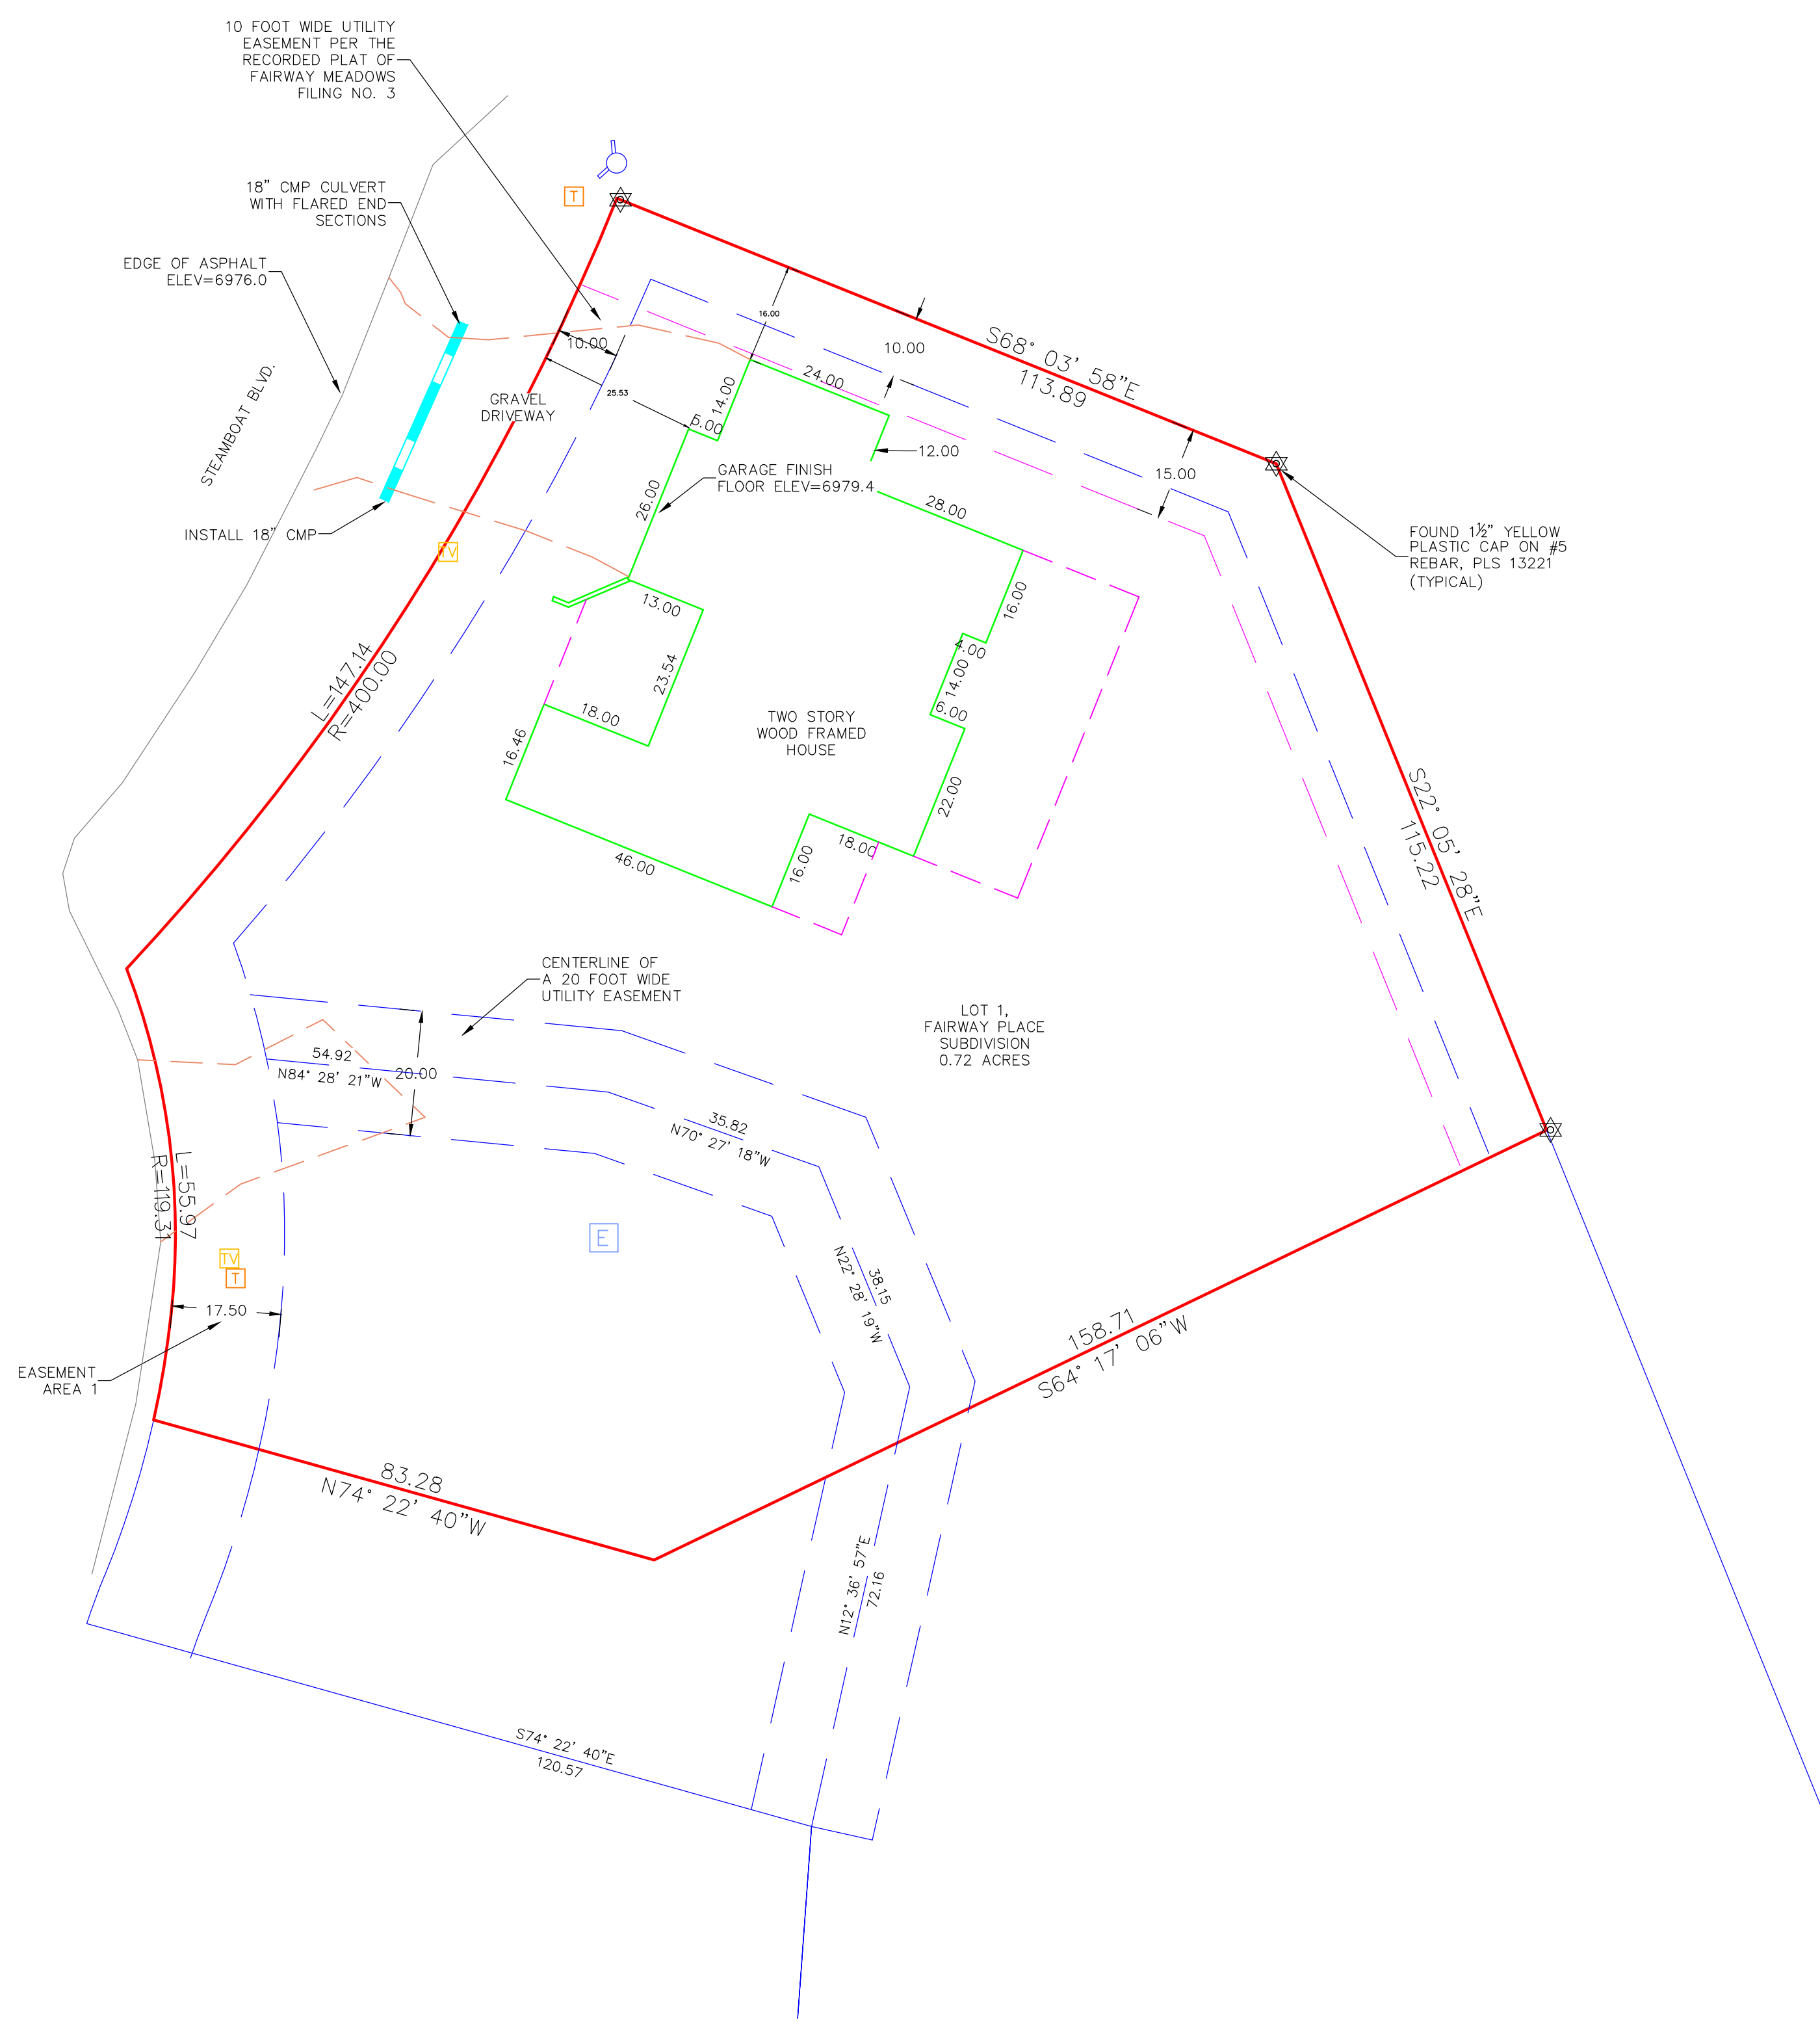 10 FOOT WIDE UTILITY
EASEMENT PER THE
RECORDED PLAT OF
FAIRWAY MEADOWS
FILING NO. 3
18" CMP CULVERT
WITH FLARED END
SECTIONS
EDGE OF ASPHALT
ELEV=6976.0
T
STEAMBOAT BLVD.
INSTALL 18" CMP
TV
GRAVEL
DRIVEWAY
10.00
25.53
16.00
10.00
S68° 03' 58"E
113.89
15.00
24.00
14.00
5.00
12.00
GARAGE FINISH
FLOOR ELEV=6979.4
26.00
28.00
FOUND 1½" YELLOW
PLASTIC CAP ON #5
REBAR, PLS 13221
(TYPICAL)
13.00
16.00
4.00
14.00
6.00
23.54
18.00
16.46
TWO STORY
WOOD FRAMED
HOUSE
22.00
18.00
16.00
46.00
L=147.14
R=400.00
S22° 05' 28"E
115.22
CENTERLINE OF
A 20 FOOT WIDE
UTILITY EASEMENT
LOT 1,
FAIRWAY PLACE
SUBDIVISION
0.72 ACRES
54.92
N84° 28' 21"W
20.00
35.82
N70° 27' 18"W
L=55.97
R=119.31
E
TV
T
38.15
N22° 28' 19"W
17.50
EASEMENT
AREA 1
158.71
S64° 17' 06"W
83.28
N74° 22' 40"W
N12° 36' 57"E
72.16
S74° 22' 40"E
120.57